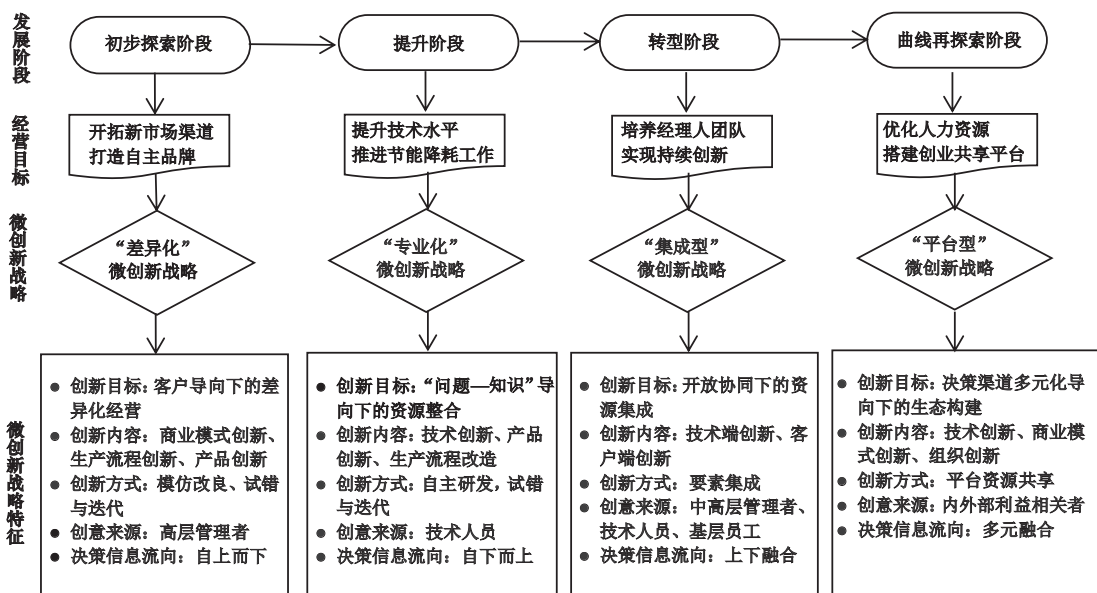 发展阶段
初步探索阶段
提升阶段
转型阶段
曲线再探索阶段
经营目标
开拓新市场渠道
打造自主品牌
提升技术水平
推进节能降耗工作
培养经理人团队
实现持续创新
优化人力资源
搭建创业共享平台
微创新战略
“差异化”
微创新战略
“专业化”
微创新战略
“集成型”
微创新战略
“平台型”
微创新战略
微创新战略特征
● 创新目标：客户导向下的差
异化经营
● 创新内容：商业模式创新、
生产流程创新、产品创新
● 创新方式：模仿改良、试错
与迭代
● 创意来源：高层管理者
● 决策信息流向：自上而下
● 创新目标：“问题—知识”导
向下的资源整合
● 创新内容：技术创新、产品
创新、生产流程改造
● 创新方式：自主研发，试错
与迭代
● 创意来源：技术人员
● 决策信息流向：自下而上
● 创新目标：开放协同下的资
源集成
● 创新内容：技术端创新、客
户端创新
● 创新方式：要素集成
● 创意来源：中高层管理者、
技术人员、基层员工
● 决策信息流向：上下融合
● 创新目标：决策渠道多元化导
向下的生态构建
● 创新内容：技术创新、商业模
式创新、组织创新
● 创新方式：平台资源共享
● 创意来源：内外部利益相关者
● 决策信息流向：多元融合